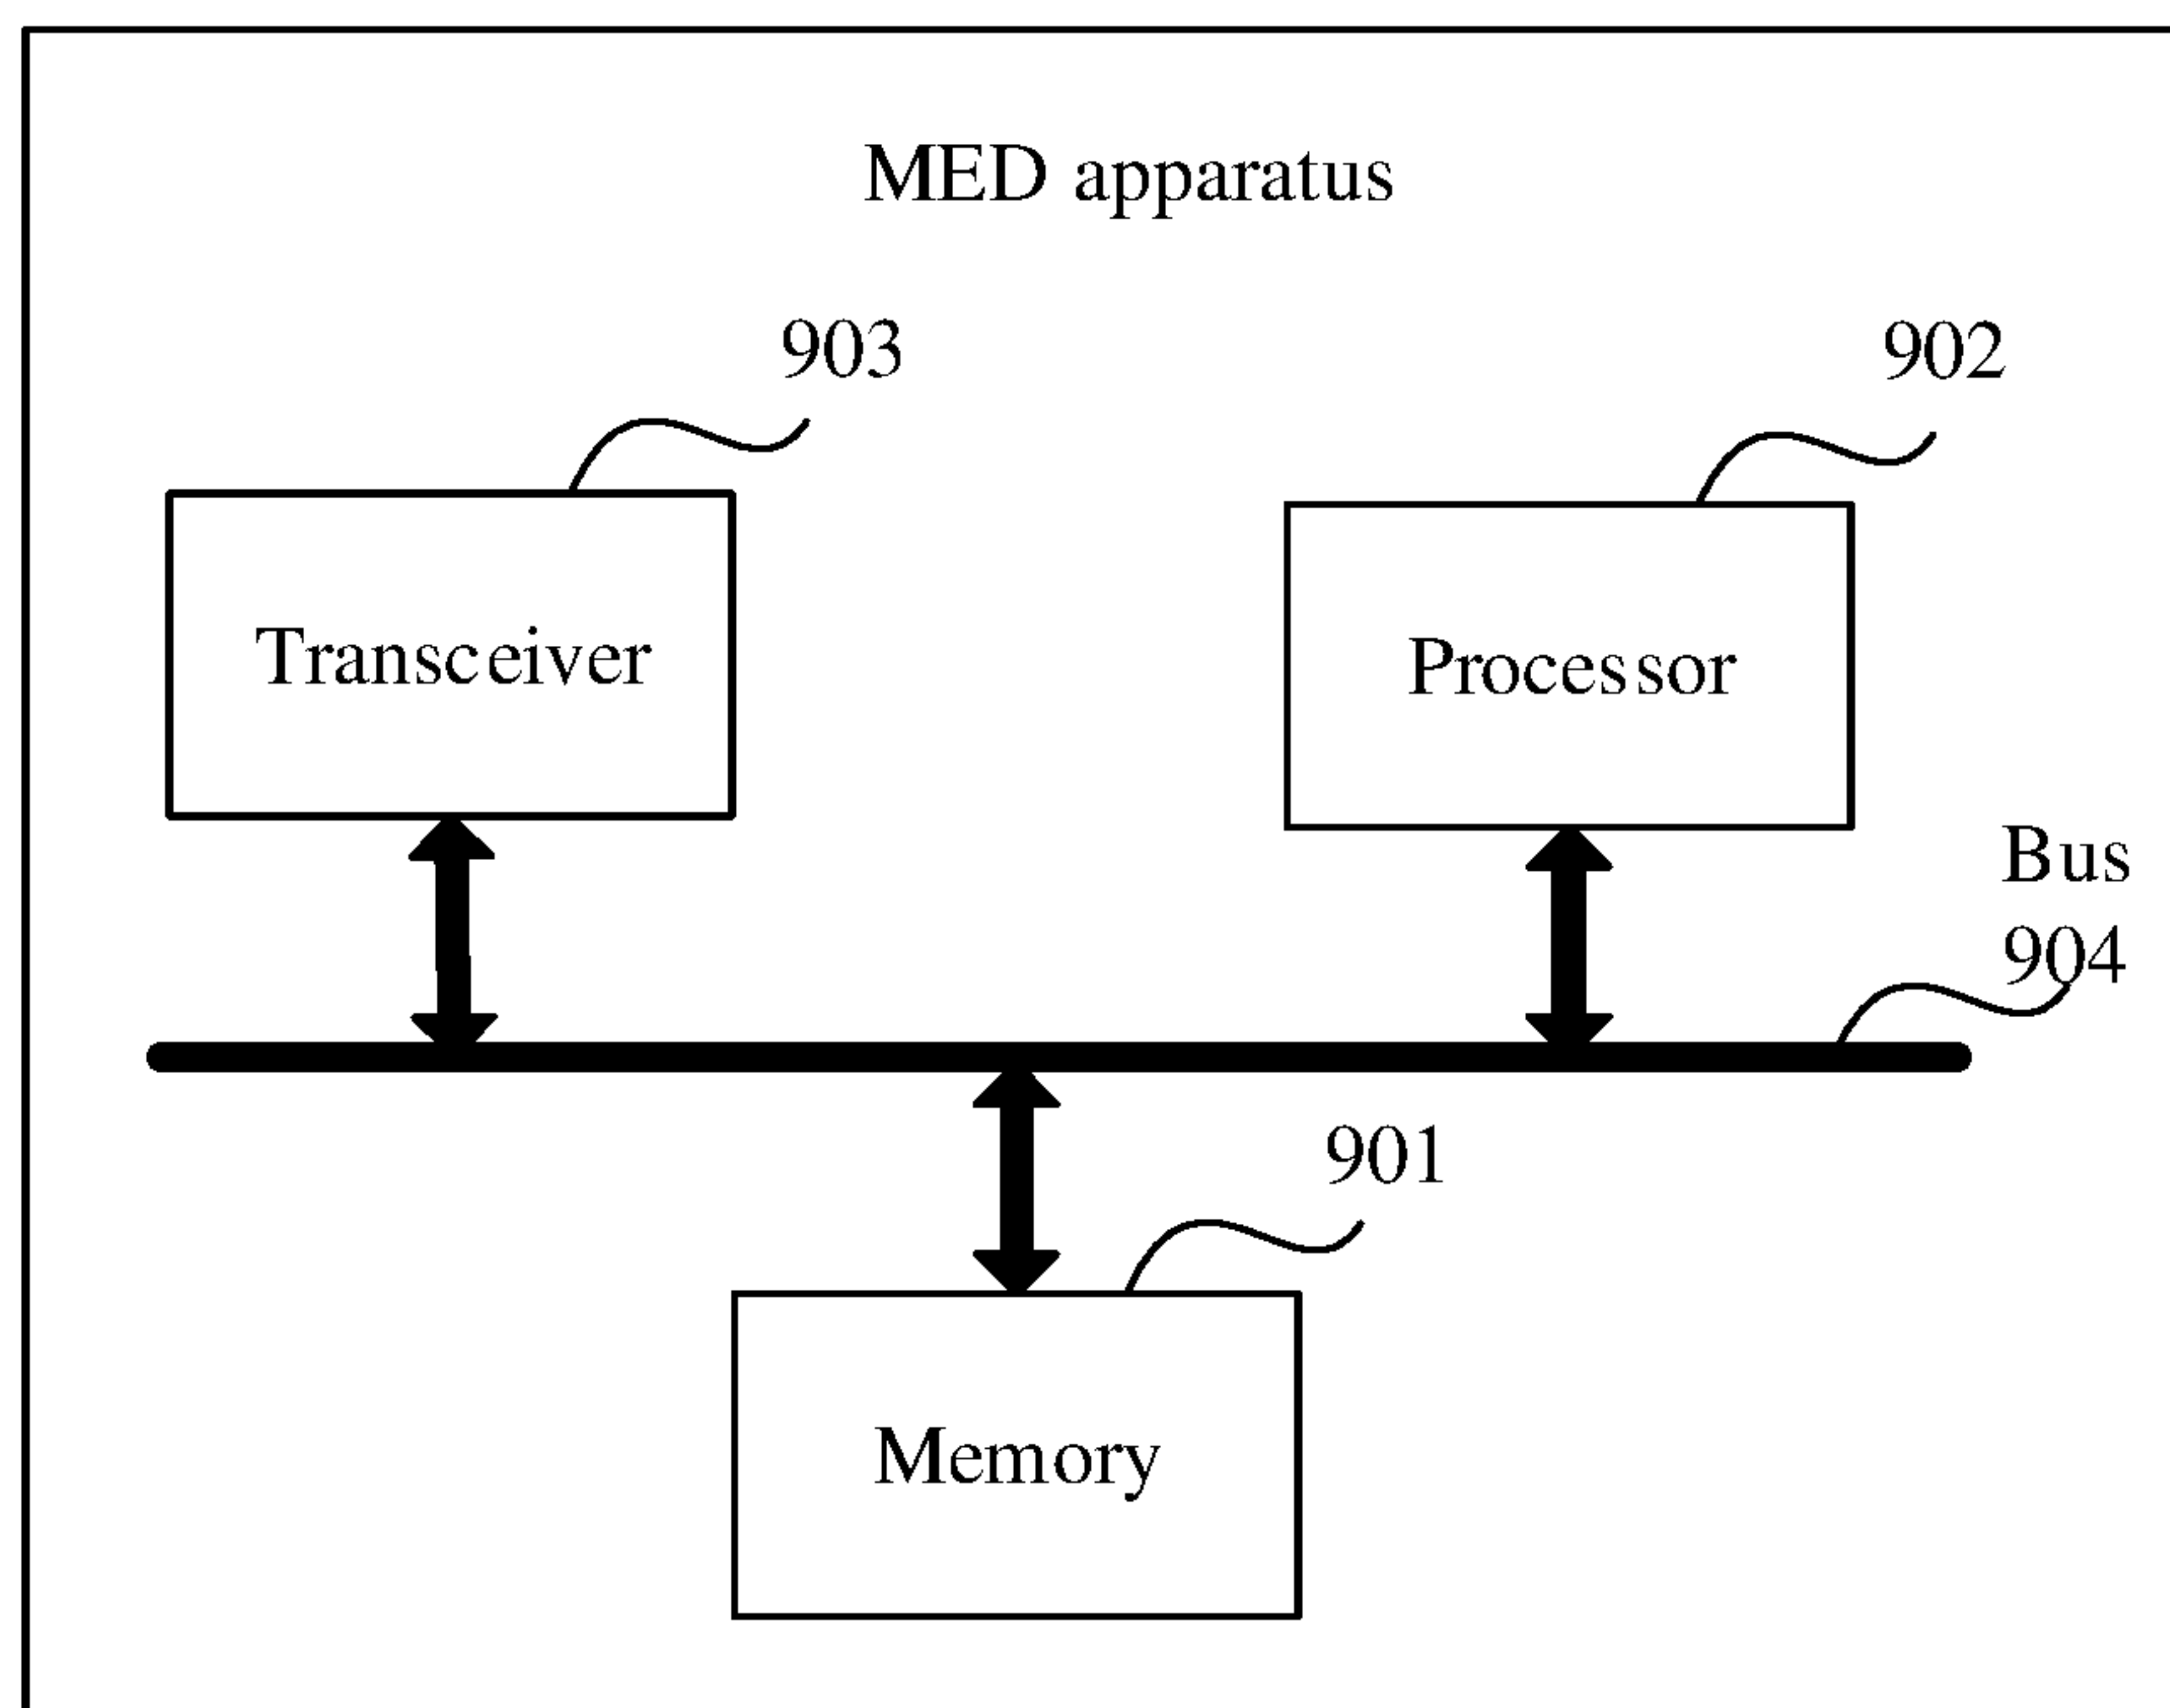 MED apparatus
903
902
Transceiver
Processor
Bus
904
901
Memory